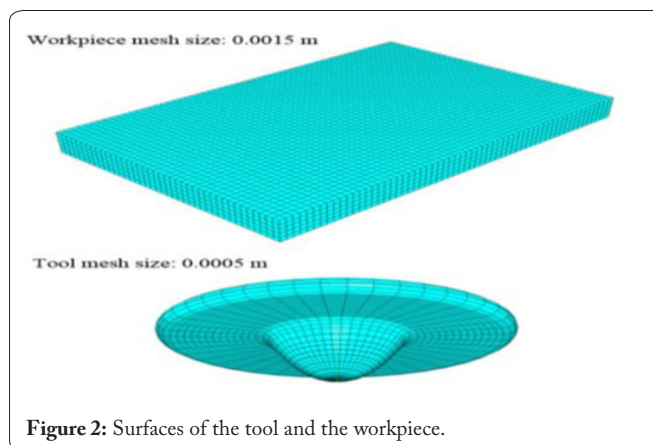 Workpiece mesh size: 0.0015 m
Tool mesh size: 0.0005 m
Figure 2: Surfaces of the tool and the workpiece.